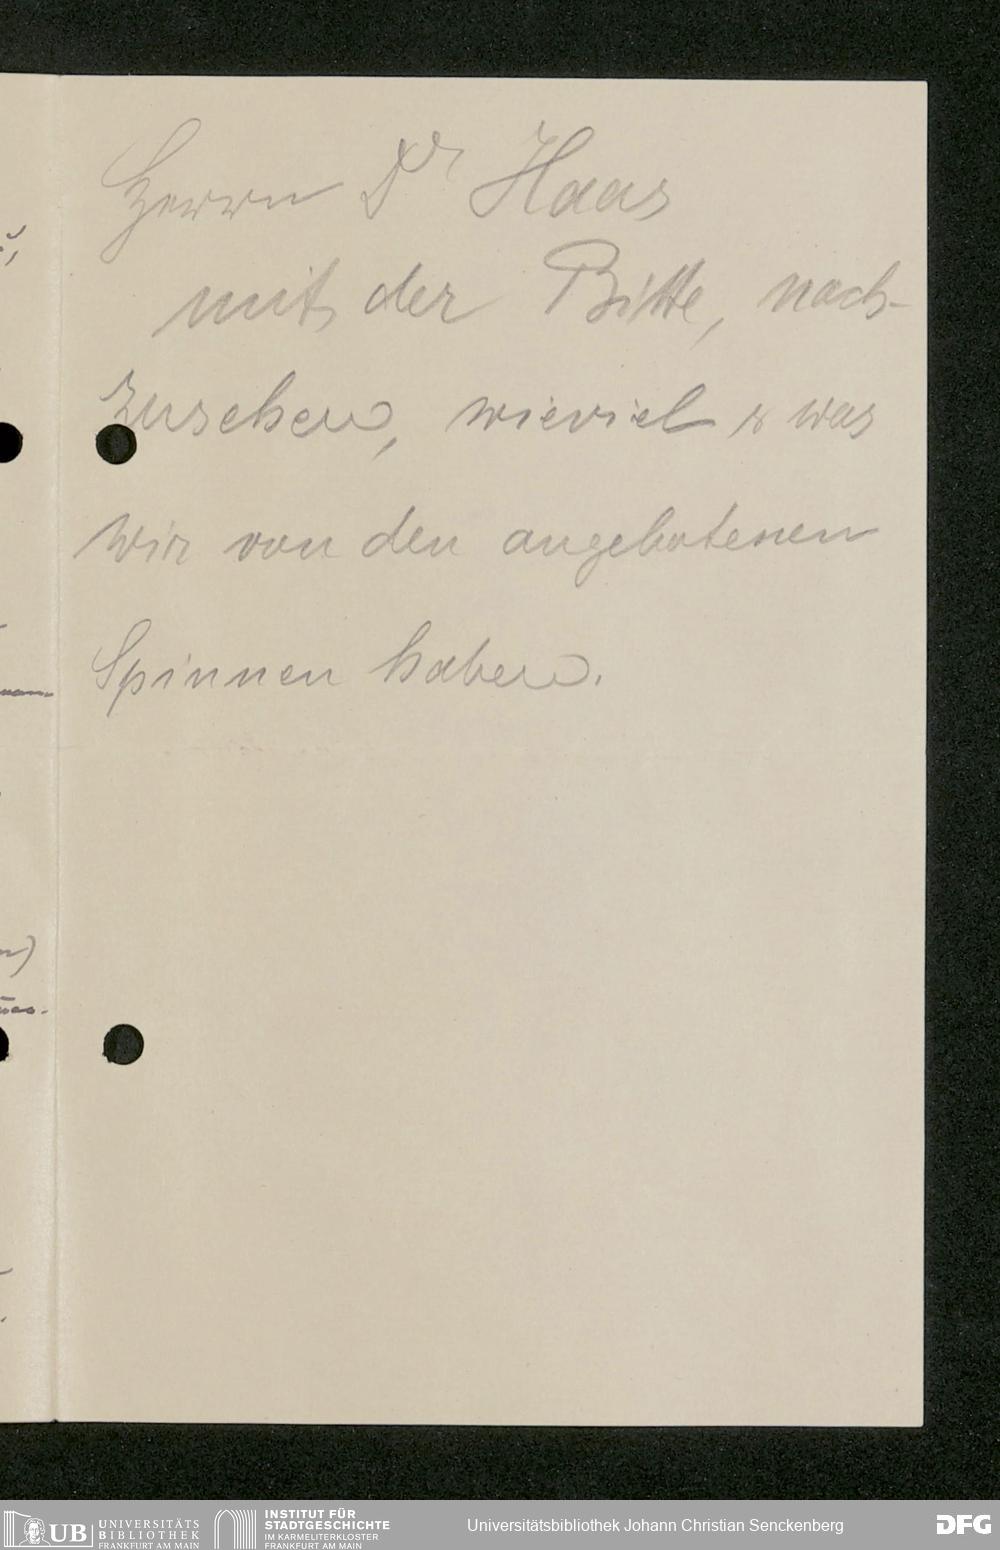 Herrn Dr Haas
mit der Bitte, nach-
zusehen, wieviel & was
wir von den angebotenen
Spinnen haben.
UB UNIVERSITÄTS BIBLIOTHEK FRANKFURT AM MAIN
INSTITUT FÜR STADTGESCHICHTE IM KARMELITERKLOSTER FRANKFURT AM MAIN
Universitätsbibliothek Johann Christian Senckenberg
DFG